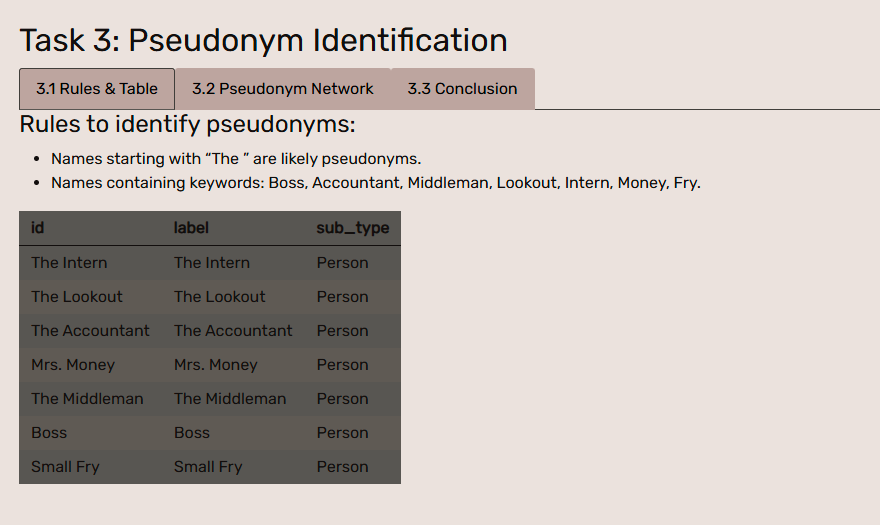 Task 3: Pseudonym Identification
3.1 Rules & Table 3.2 Pseudonym Network 3.3 Conclusion
Rules to identify pseudonyms:
• Names starting with “The ” are likely pseudonyms.
• Names containing keywords: Boss, Accountant, Middleman, Lookout, Intern, Money, Fry.
id label sub_type
The Intern The Intern Person
The Lookout The Lookout Person
The Accountant The Accountant Person
Mrs. Money Mrs. Money Person
The Middleman The Middleman Person
Boss Boss Person
Small Fry Small Fry Person